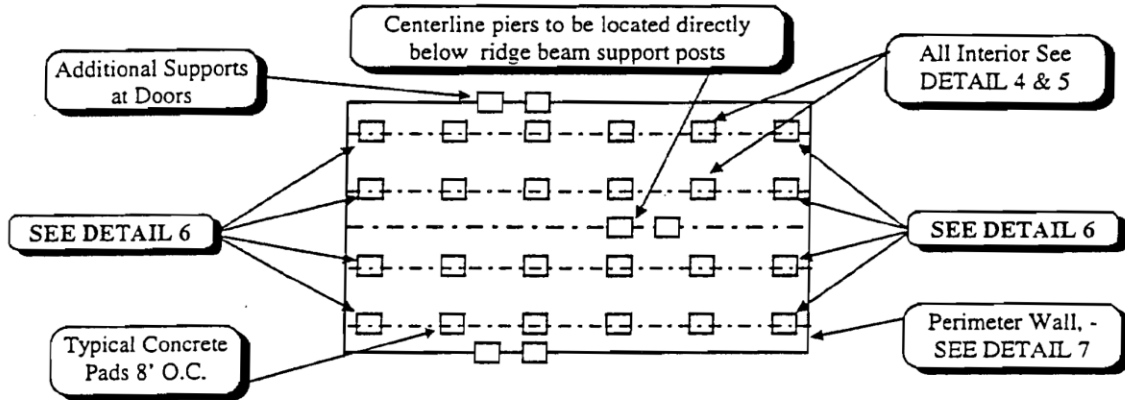 Centerline piers to be located directly
below ridge beam support posts
Additional Supports
at Doors
All Interior See
DETAIL 4 & 5
SEE DETAIL 6
SEE DETAIL 6
Typical Concrete
Pads 8' O.C.
Perimeter Wall, -
SEE DETAIL 7